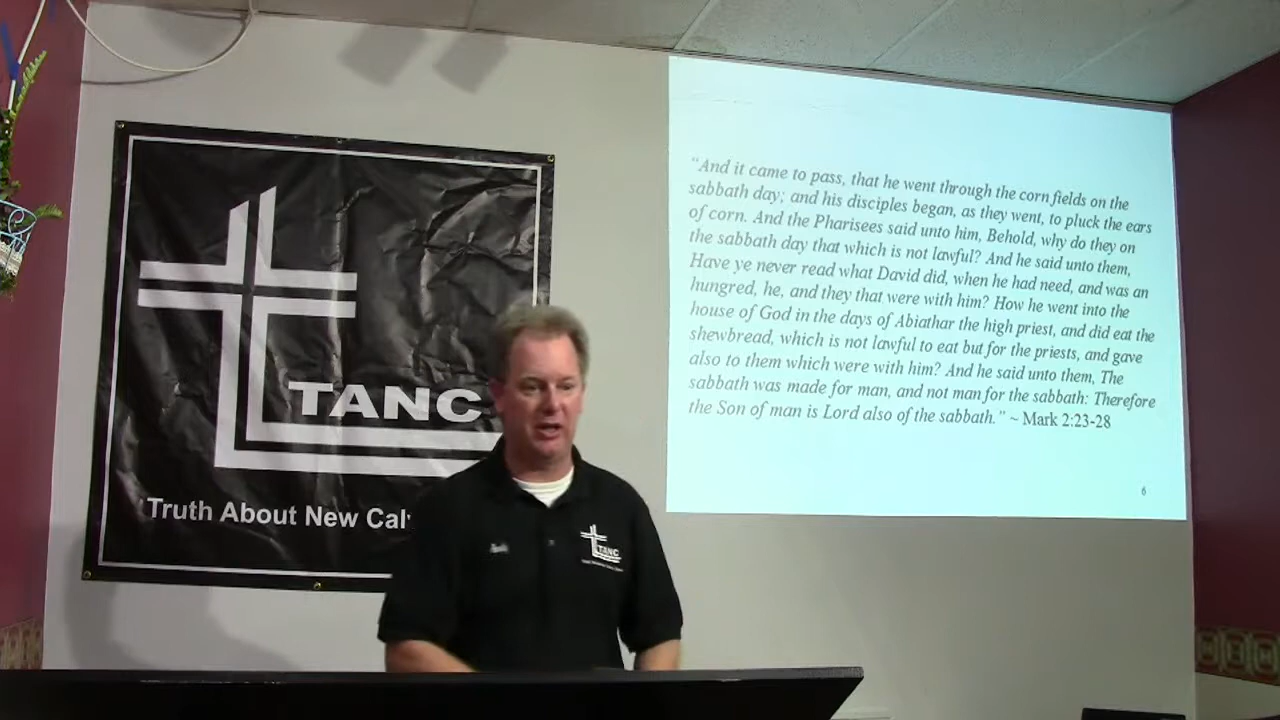 TANC
Truth About New Cal
TANC
"And it came to pass, that he went through the corn fields on the
sabbath day; and his disciples began, as they went, to pluck the ears
of corn. And the Pharisees said unto him, Behold, why do they on
the sabbath day that which is not lawful? And he said unto them,
Have ye never read what David did, when he had need, and was an
hungred, he, and they that were with him? How he went into the
house of God in the days of Abiathar the high priest, and did eat the
shewbread, which is not lawful to eat but for the priests, and gave
also to them which were with him? And he said unto them, The
sabbath was made for man, and not man for the sabbath: Therefore
the Son of man is Lord also of the sabbath." ~ Mark 2:23-28
6